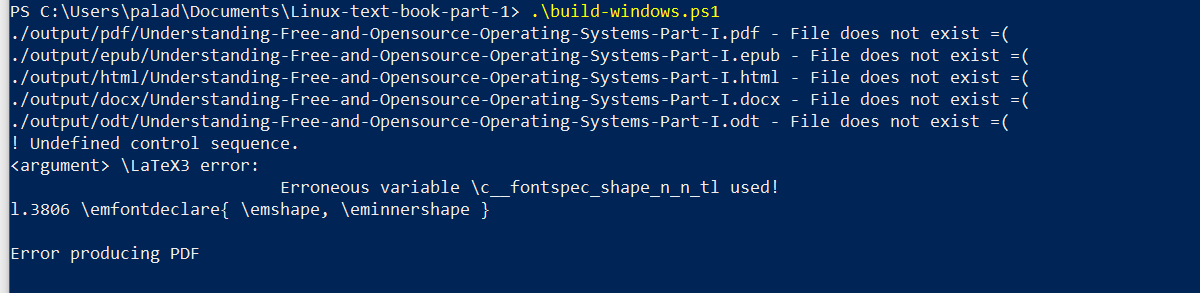 PS C:\Users\palad\Documents\Linux-text-book-part-1> .\build-windows.ps1
./output/pdf/Understanding-Free-and-Opensource-Operating-Systems-Part-I.pdf - File does not exist =(
./output/epub/Understanding-Free-and-Opensource-Operating-Systems-Part-I.epub - File does not exist =(
./output/html/Understanding-Free-and-Opensource-Operating-Systems-Part-I.html - File does not exist =(
./output/docx/Understanding-Free-and-Opensource-Operating-Systems-Part-I.docx - File does not exist =(
./output/odt/Understanding-Free-and-Opensource-Operating-Systems-Part-I.odt - File does not exist =(
! Undefined control sequence.
<argument> \LaTeX3 error:
Erroneous variable \c__fontspec_shape_n_n_tl used!
l.3806 \emfontdeclare{ \emshape, \eminnershape }
Error producing PDF